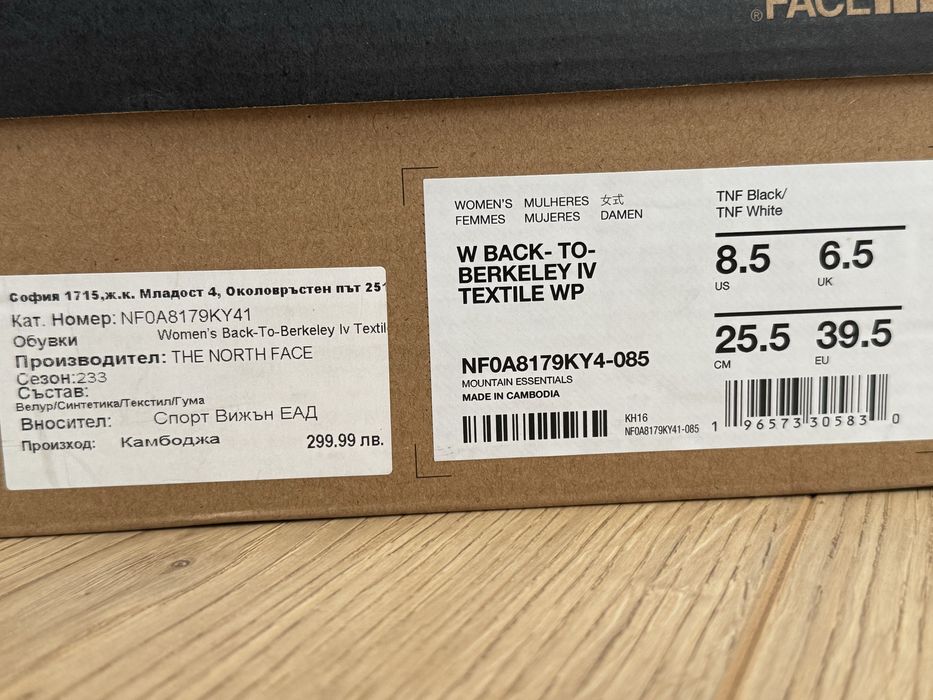 ®FACE
София 1715,ж.к. Младост 4, Околовръстен път 251
Кат. Номер: NF0A8179KY41
Обувки Women's Back-To-Berkeley Iv Textil
Производител: THE NORTH FACE
Сезон:233
Състав:
Велур/Синтетика/Текстил/Гума
Вносител: Спорт Вижън ЕАД
Произход: Камбоджа 299.99 лв.
WOMEN'S MULHERES 女式
FEMMES MUJERES DAMEN
W BACK- TO-
BERKELEY IV
TEXTILE WP
NF0A8179KY4-085
MOUNTAIN ESSENTIALS
MADE IN CAMBODIA
KH16
NF0A8179KY41-085
TNF Black/
TNF White
8.5 6.5
US UK
25.5 39.5
CM EU
1 96573 30583 0